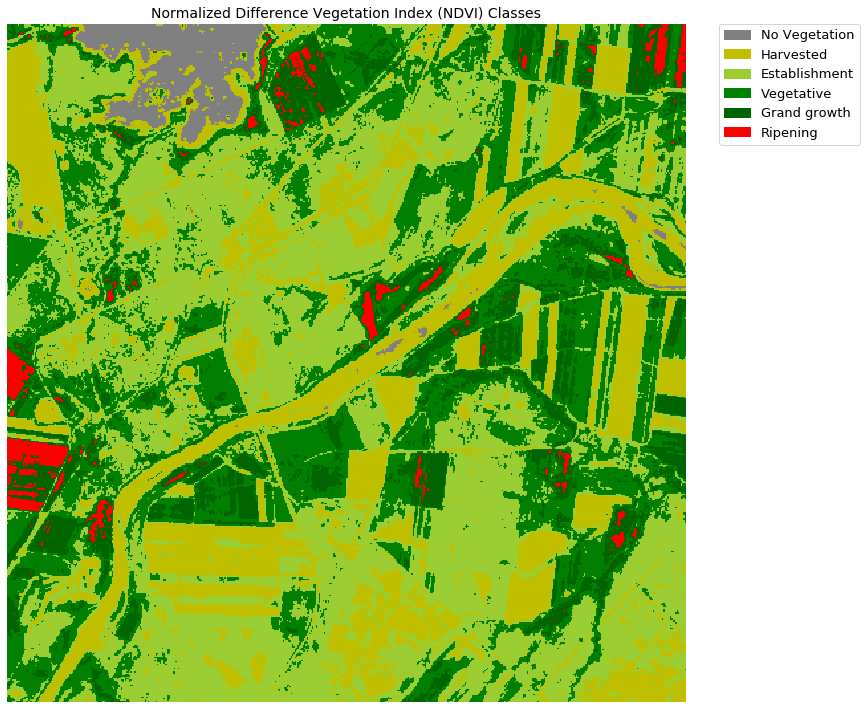 Normalized Difference Vegetation Index (NDVI) Classes
No Vegetation
Harvested
Establishment
Vegetative
Grand growth
Ripening